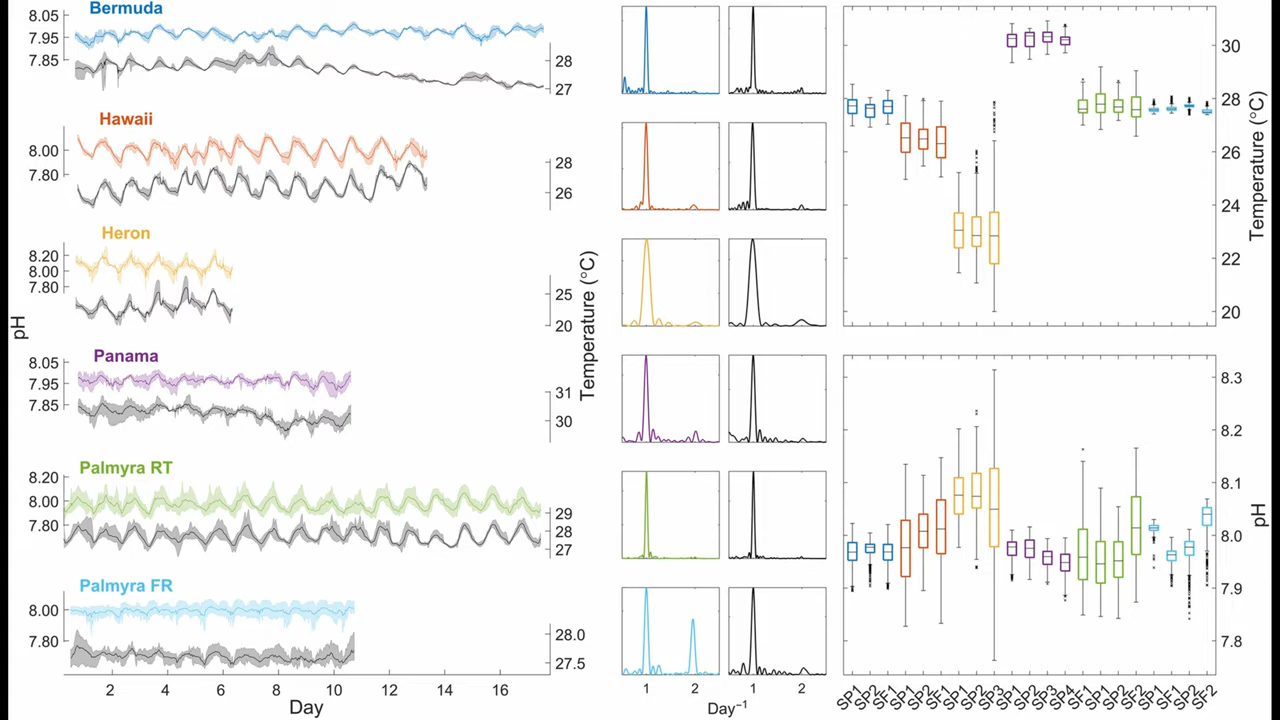 Bermuda
8.05
7.95
7.85
28
27
Hawaii
8.00
7.80
28
26
Heron
8.20
8.00
7.80
25
20
Panama
8.05
7.95
7.85
31
30
Palmyra RT
8.20
8.00
7.80
29
28
27
Palmyra FR
8.00
7.80
28.0
27.5
2 4 6 8 10 12 14 16
Day
pH
Temperature (°C)
1 2 1 2
Day⁻¹
30
28
26
24
22
20
Temperature (°C)
8.3
8.2
8.1
8.0
7.9
7.8
pH
SP1 SP2 SF1 SP1 SP2 SF1 SP1 SP2 SP3 SP1 SP2 SP3 SP4 SF1 SP1 SP2 SF2 SP1 SF1 SP2 SF2